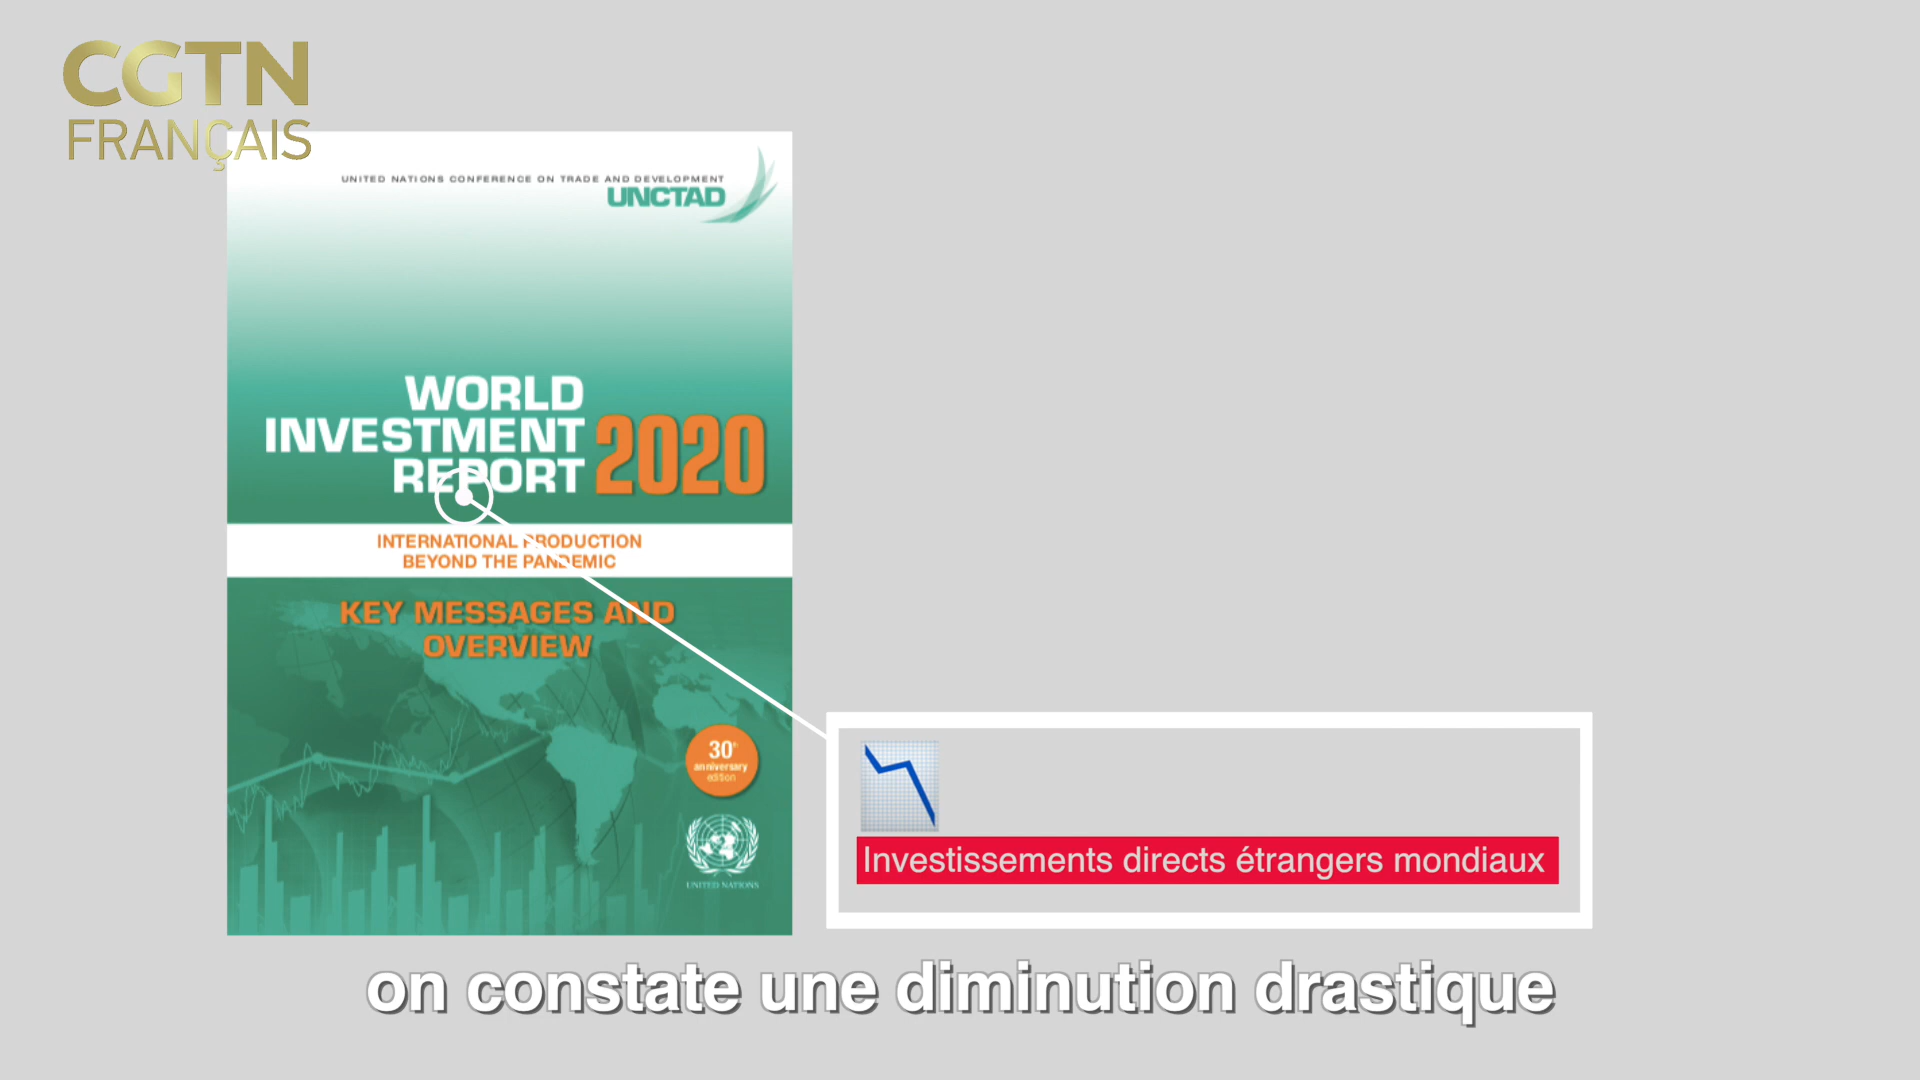 CGTN
FRANÇAIS
UNITED NATIONS CONFERENCE ON TRADE AND DEVELOPMENT
UNCTAD
WORLD
INVESTMENT
REPORT 2020
INTERNATIONAL PRODUCTION
BEYOND THE PANDEMIC
KEY MESSAGES AND
OVERVIEW
30th
anniversary
edition
UNITED NATIONS
Investissements directs étrangers mondiaux
on constate une diminution drastique